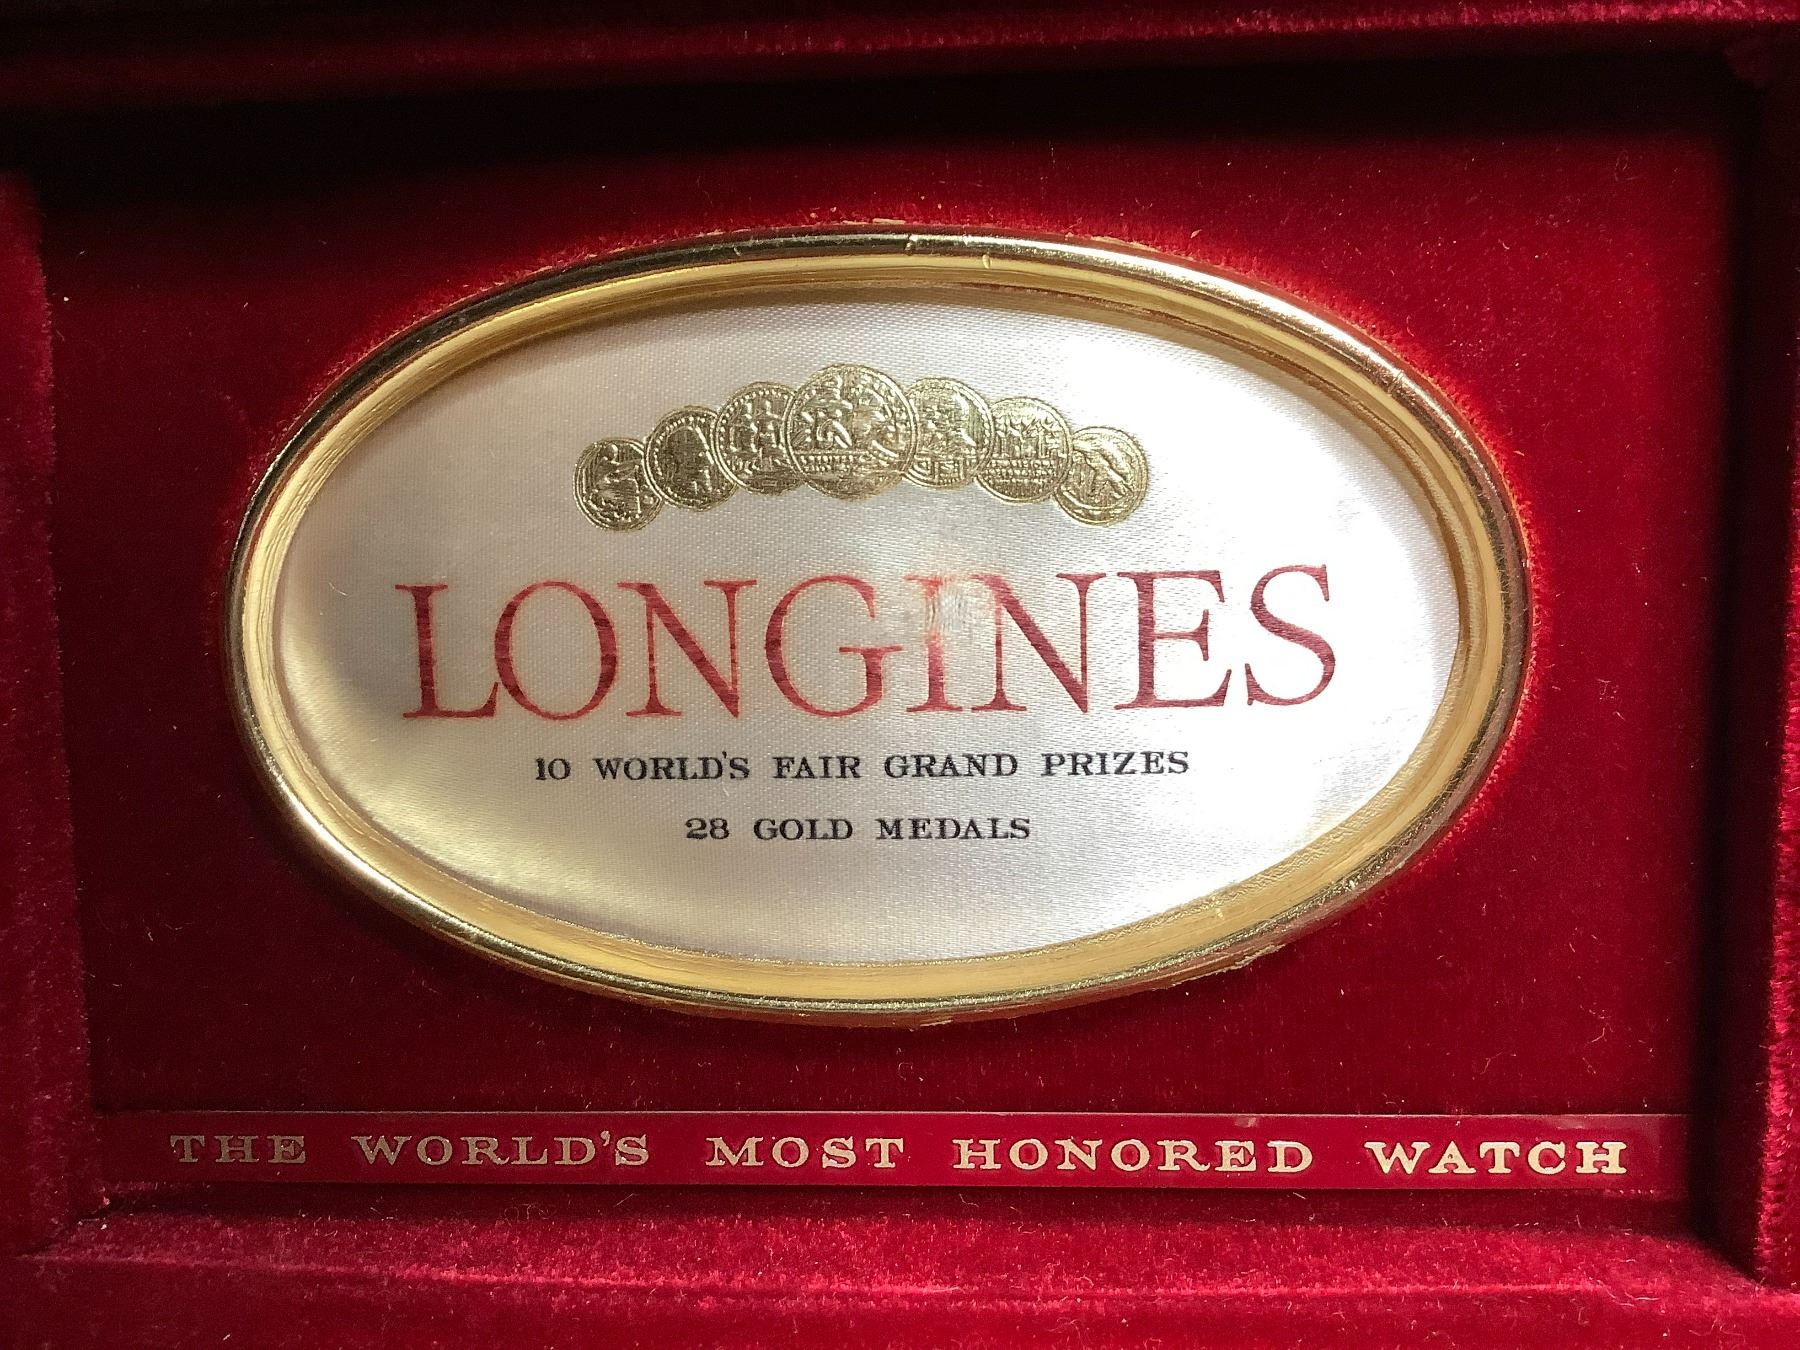 LONGINES
10 WORLD'S FAIR GRAND PRIZES
28 GOLD MEDALS
THE WORLD'S MOST HONORED WATCH